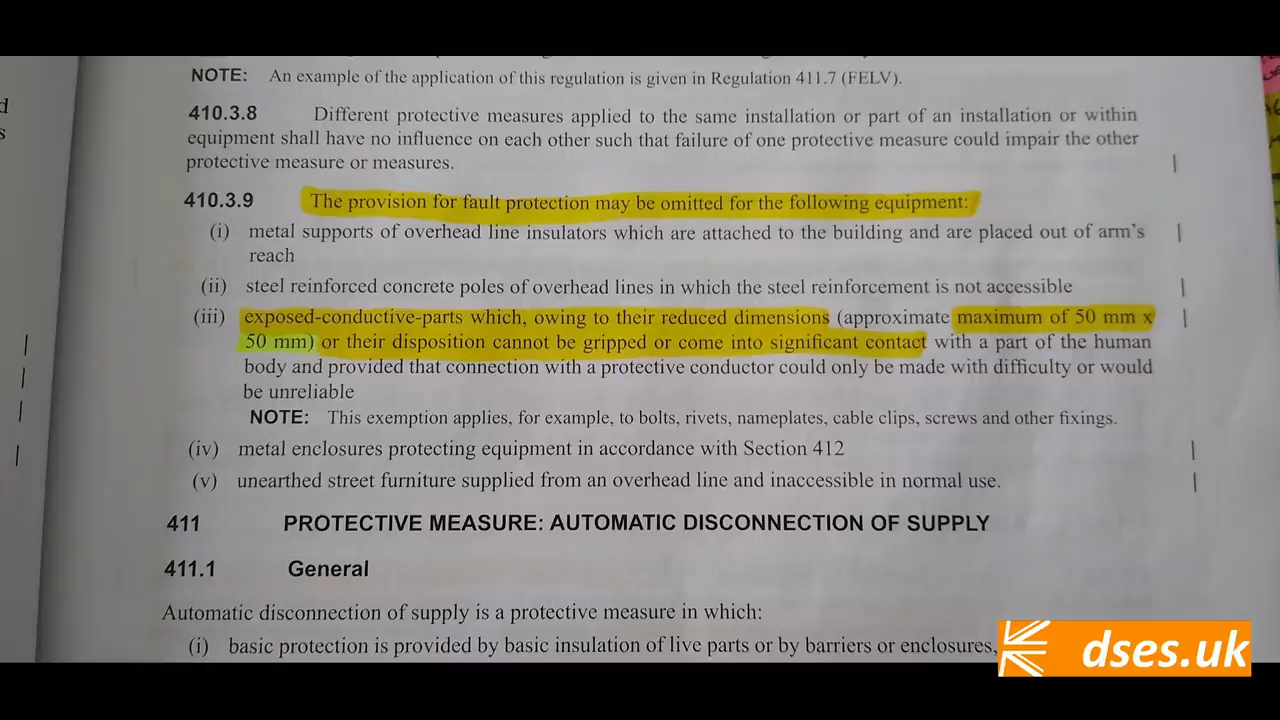 NOTE: An example of the application of this regulation is given in Regulation 411.7 (FELV).
410.3.8 Different protective measures applied to the same installation or part of an installation or within
equipment shall have no influence on each other such that failure of one protective measure could impair the other
protective measure or measures.
410.3.9 The provision for fault protection may be omitted for the following equipment:
(i) metal supports of overhead line insulators which are attached to the building and are placed out of arm's
reach
(ii) steel reinforced concrete poles of overhead lines in which the steel reinforcement is not accessible
(iii) exposed-conductive-parts which, owing to their reduced dimensions (approximate maximum of 50 mm x
50 mm) or their disposition cannot be gripped or come into significant contact with a part of the human
body and provided that connection with a protective conductor could only be made with difficulty or would
be unreliable
NOTE: This exemption applies, for example, to bolts, rivets, nameplates, cable clips, screws and other fixings.
(iv) metal enclosures protecting equipment in accordance with Section 412
(v) unearthed street furniture supplied from an overhead line and inaccessible in normal use.
411 PROTECTIVE MEASURE: AUTOMATIC DISCONNECTION OF SUPPLY
411.1 General
Automatic disconnection of supply is a protective measure in which:
(i) basic protection is provided by basic insulation of live parts or by barriers or enclosures,
dses.uk